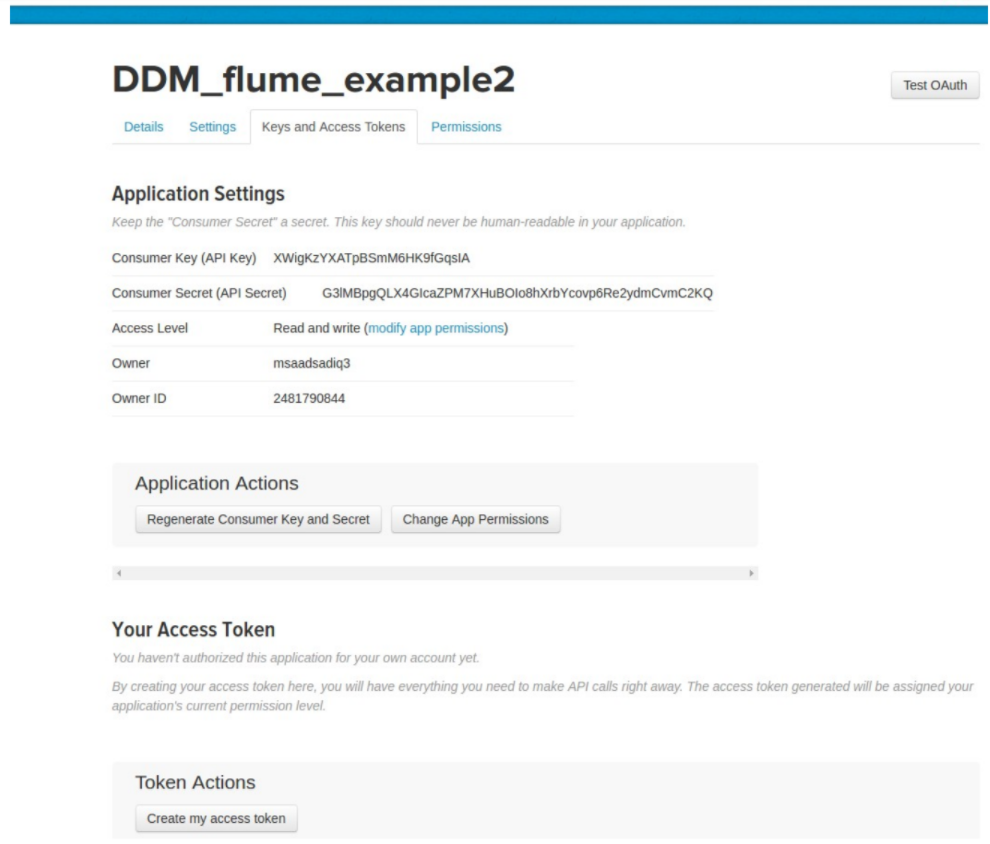 DDM_flume_example2
Test OAuth
Details Settings Keys and Access Tokens Permissions
Application Settings
Keep the "Consumer Secret" a secret. This key should never be human-readable in your application.
Consumer Key (API Key) XWigKzYXATpBSmM6HK9fGqsIA
Consumer Secret (API Secret) G3lMBpgQLX4GIcaZPM7XHuBOIo8hXrbYcovp6Re2ydmCvmC2KQ
Access Level Read and write (modify app permissions)
Owner msaadsadiq3
Owner ID 2481790844
Application Actions
Regenerate Consumer Key and Secret Change App Permissions
Your Access Token
You haven't authorized this application for your own account yet.
By creating your access token here, you will have everything you need to make API calls right away. The access token generated will be assigned your
application's current permission level.
Token Actions
Create my access token